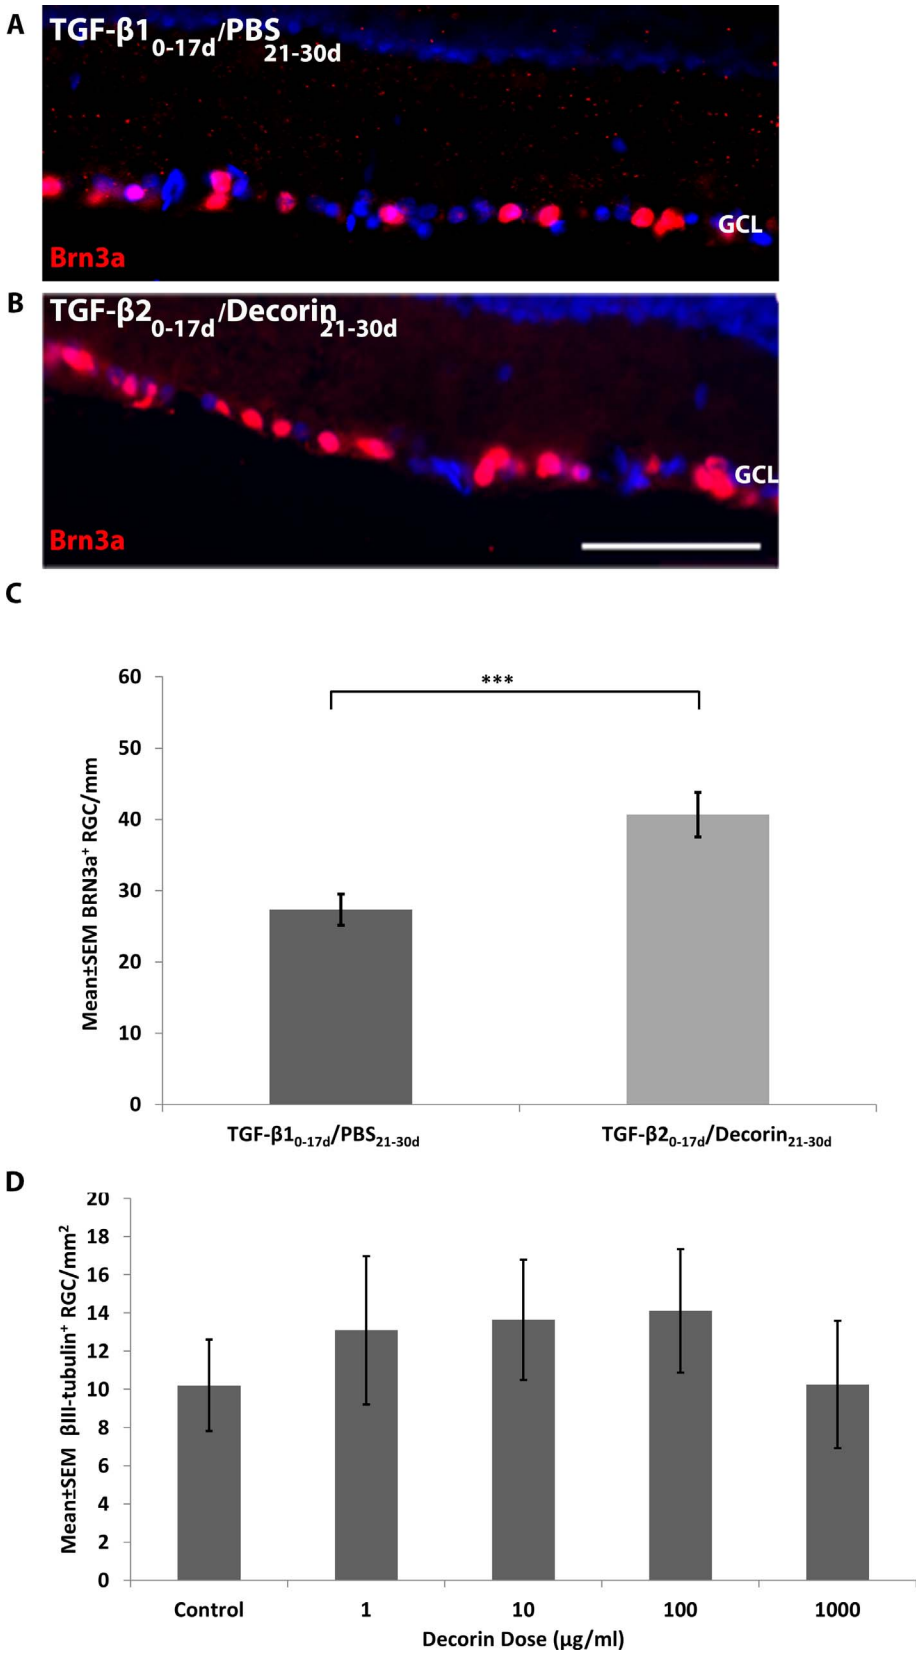 A
TGF-β1₀₋₁₇d/PBS₂₁₋₃₀d
GCL
Brn3a
B
TGF-β2₀₋₁₇d/Decorin₂₁₋₃₀d
GCL
Brn3a
C
***
60
50
40
30
20
10
0
Mean±SEM BRN3a⁺ RGC/mm
TGF-β1₀₋₁₇d/PBS₂₁₋₃₀d
TGF-β2₀₋₁₇d/Decorin₂₁₋₃₀d
D
20
18
16
14
12
10
8
6
4
2
0
Mean±SEM βIII-tubulin⁺ RGC/mm²
Control
1
10
100
1000
Decorin Dose (μg/ml)